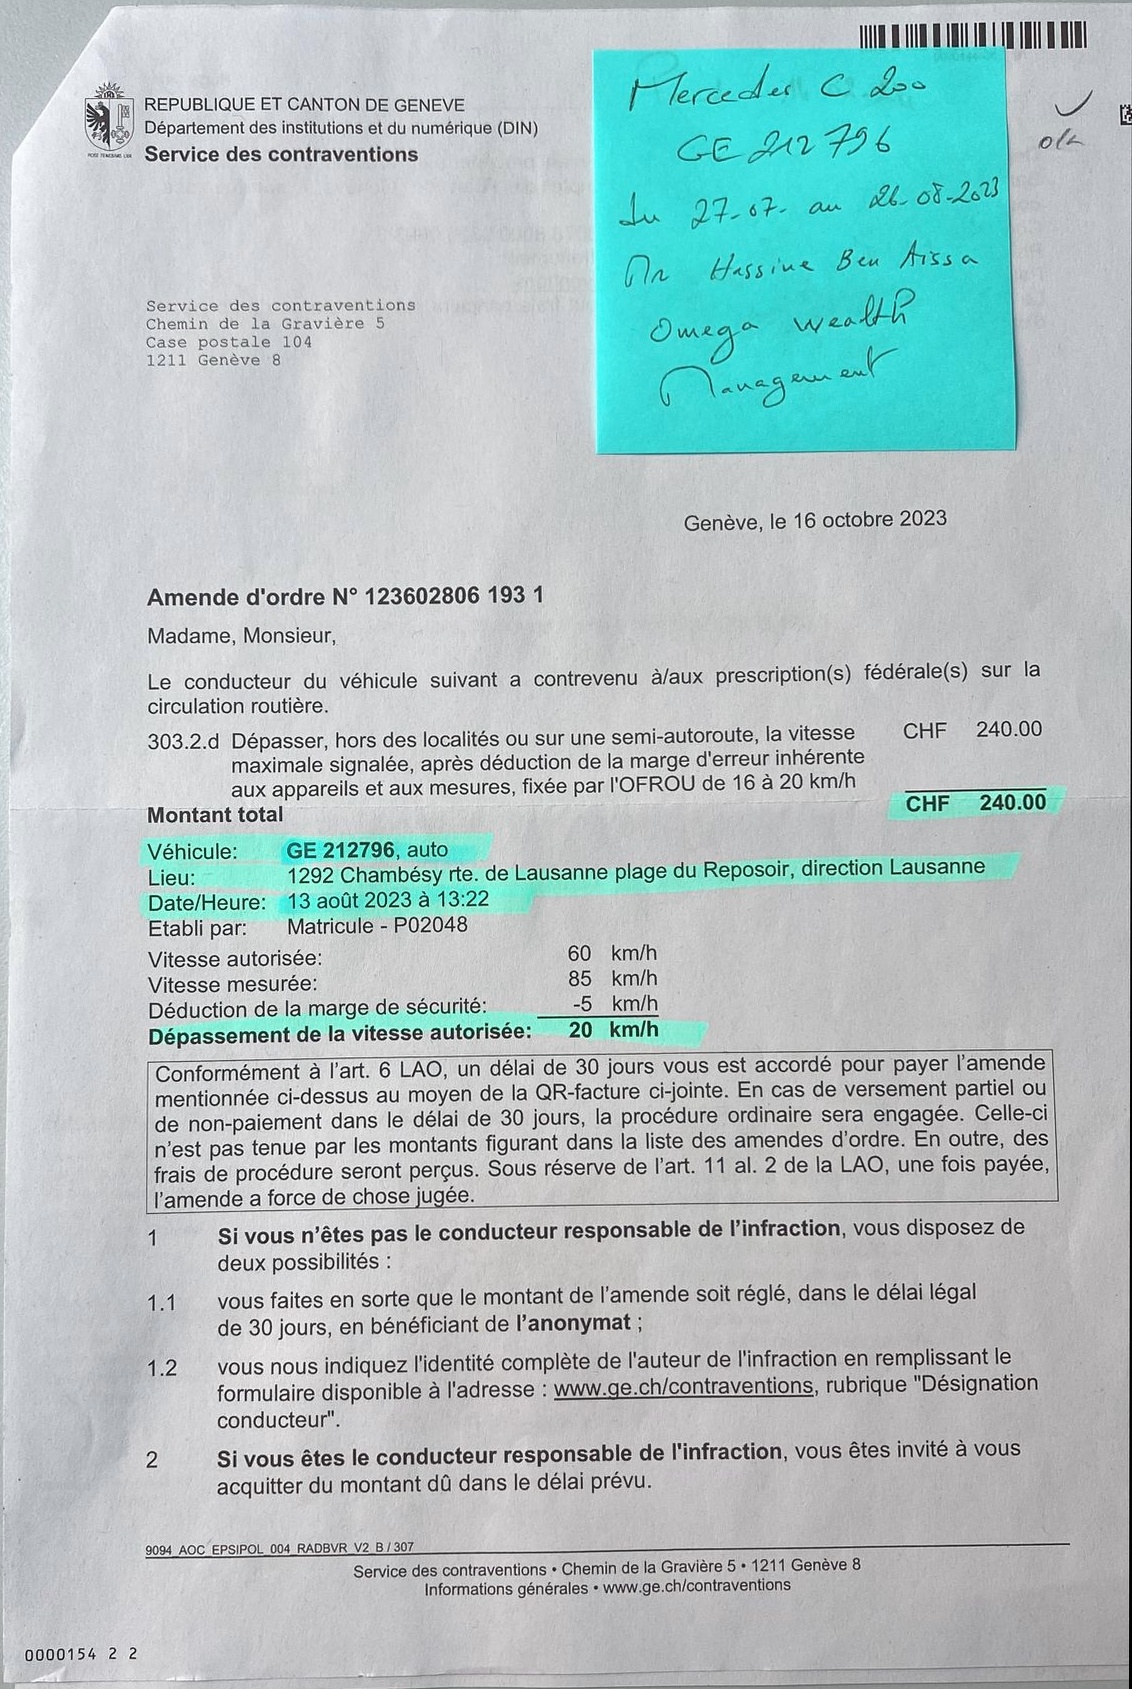 REPUBLIQUE ET CANTON DE GENEVE
Département des institutions et du numérique (DIN)
Service des contraventions
POST TENEBRAS LUX
Mercedes C 200
GE 212 796
du 27-07- au 26-08-2023
Mr Hassine Ben Aissa
Omega Wealth
Management
ok
Service des contraventions
Chemin de la Gravière 5
Case postale 104
1211 Genève 8
Genève, le 16 octobre 2023
Amende d'ordre N° 123602806 193 1
Madame, Monsieur,
Le conducteur du véhicule suivant a contrevenu à/aux prescription(s) fédérale(s) sur la
circulation routière.
303.2.d Dépasser, hors des localités ou sur une semi-autoroute, la vitesse CHF 240.00
maximale signalée, après déduction de la marge d'erreur inhérente
aux appareils et aux mesures, fixée par l'OFROU de 16 à 20 km/h
Montant total CHF 240.00
Véhicule: GE 212796, auto
Lieu: 1292 Chambésy rte. de Lausanne plage du Reposoir, direction Lausanne
Date/Heure: 13 août 2023 à 13:22
Etabli par: Matricule - P02048
Vitesse autorisée: 60 km/h
Vitesse mesurée: 85 km/h
Déduction de la marge de sécurité: -5 km/h
Dépassement de la vitesse autorisée: 20 km/h
Conformément à l'art. 6 LAO, un délai de 30 jours vous est accordé pour payer l'amende
mentionnée ci-dessus au moyen de la QR-facture ci-jointe. En cas de versement partiel ou
de non-paiement dans le délai de 30 jours, la procédure ordinaire sera engagée. Celle-ci
n'est pas tenue par les montants figurant dans la liste des amendes d'ordre. En outre, des
frais de procédure seront perçus. Sous réserve de l'art. 11 al. 2 de la LAO, une fois payée,
l'amende a force de chose jugée.
1 Si vous n'êtes pas le conducteur responsable de l'infraction, vous disposez de
deux possibilités :
1.1 vous faites en sorte que le montant de l'amende soit réglé, dans le délai légal
de 30 jours, en bénéficiant de l'anonymat ;
1.2 vous nous indiquez l'identité complète de l'auteur de l'infraction en remplissant le
formulaire disponible à l'adresse : www.ge.ch/contraventions, rubrique "Désignation
conducteur".
2 Si vous êtes le conducteur responsable de l'infraction, vous êtes invité à vous
acquitter du montant dû dans le délai prévu.
9094_AOC_EPSIPOL_004_RADBVR_V2_B / 307
Service des contraventions • Chemin de la Gravière 5 • 1211 Genève 8
Informations générales • www.ge.ch/contraventions
0000154 2 2